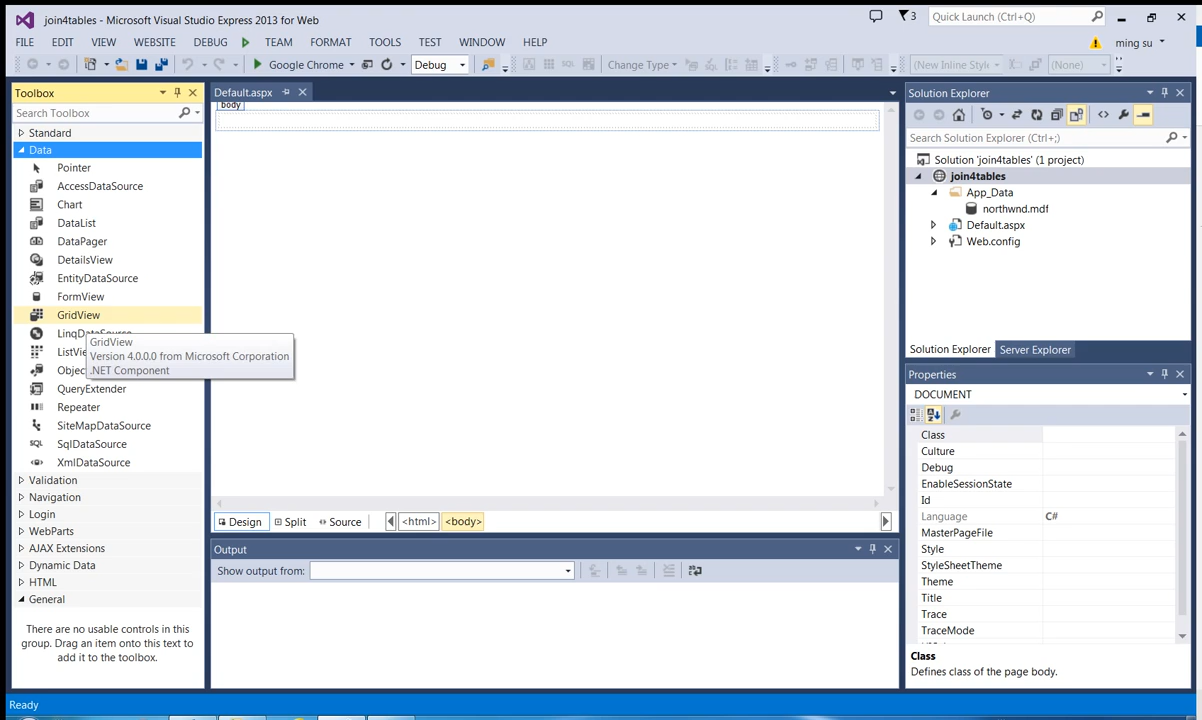 join4tables - Microsoft Visual Studio Express 2013 for Web
3
Quick Launch (Ctrl+Q)
FILE EDIT VIEW WEBSITE DEBUG TEAM FORMAT TOOLS TEST WINDOW HELP
ming su
Google Chrome
Debug
Change Type
(New Inline Style
(None)
Toolbox
Search Toolbox
Standard
Data
Pointer
AccessDataSource
Chart
DataList
DataPager
DetailsView
EntityDataSource
FormView
GridView
LinqDataSource
ListVie
Objec
QueryExtender
Repeater
SiteMapDataSource
SqlDataSource
XmlDataSource
Validation
Navigation
Login
WebParts
AJAX Extensions
Dynamic Data
HTML
General
There are no usable controls in this
group. Drag an item onto this text to
add it to the toolbox.
GridView
Version 4.0.0.0 from Microsoft Corporation
.NET Component
Default.aspx
body
Design Split Source <html> <body>
Output
Show output from:
Solution Explorer
Search Solution Explorer (Ctrl+;)
Solution 'join4tables' (1 project)
join4tables
App_Data
northwnd.mdf
Default.aspx
Web.config
Solution Explorer Server Explorer
Properties
DOCUMENT
Class
Culture
Debug
EnableSessionState
Id
Language C#
MasterPageFile
Style
StyleSheetTheme
Theme
Title
Trace
TraceMode
Class
Defines class of the page body.
Ready